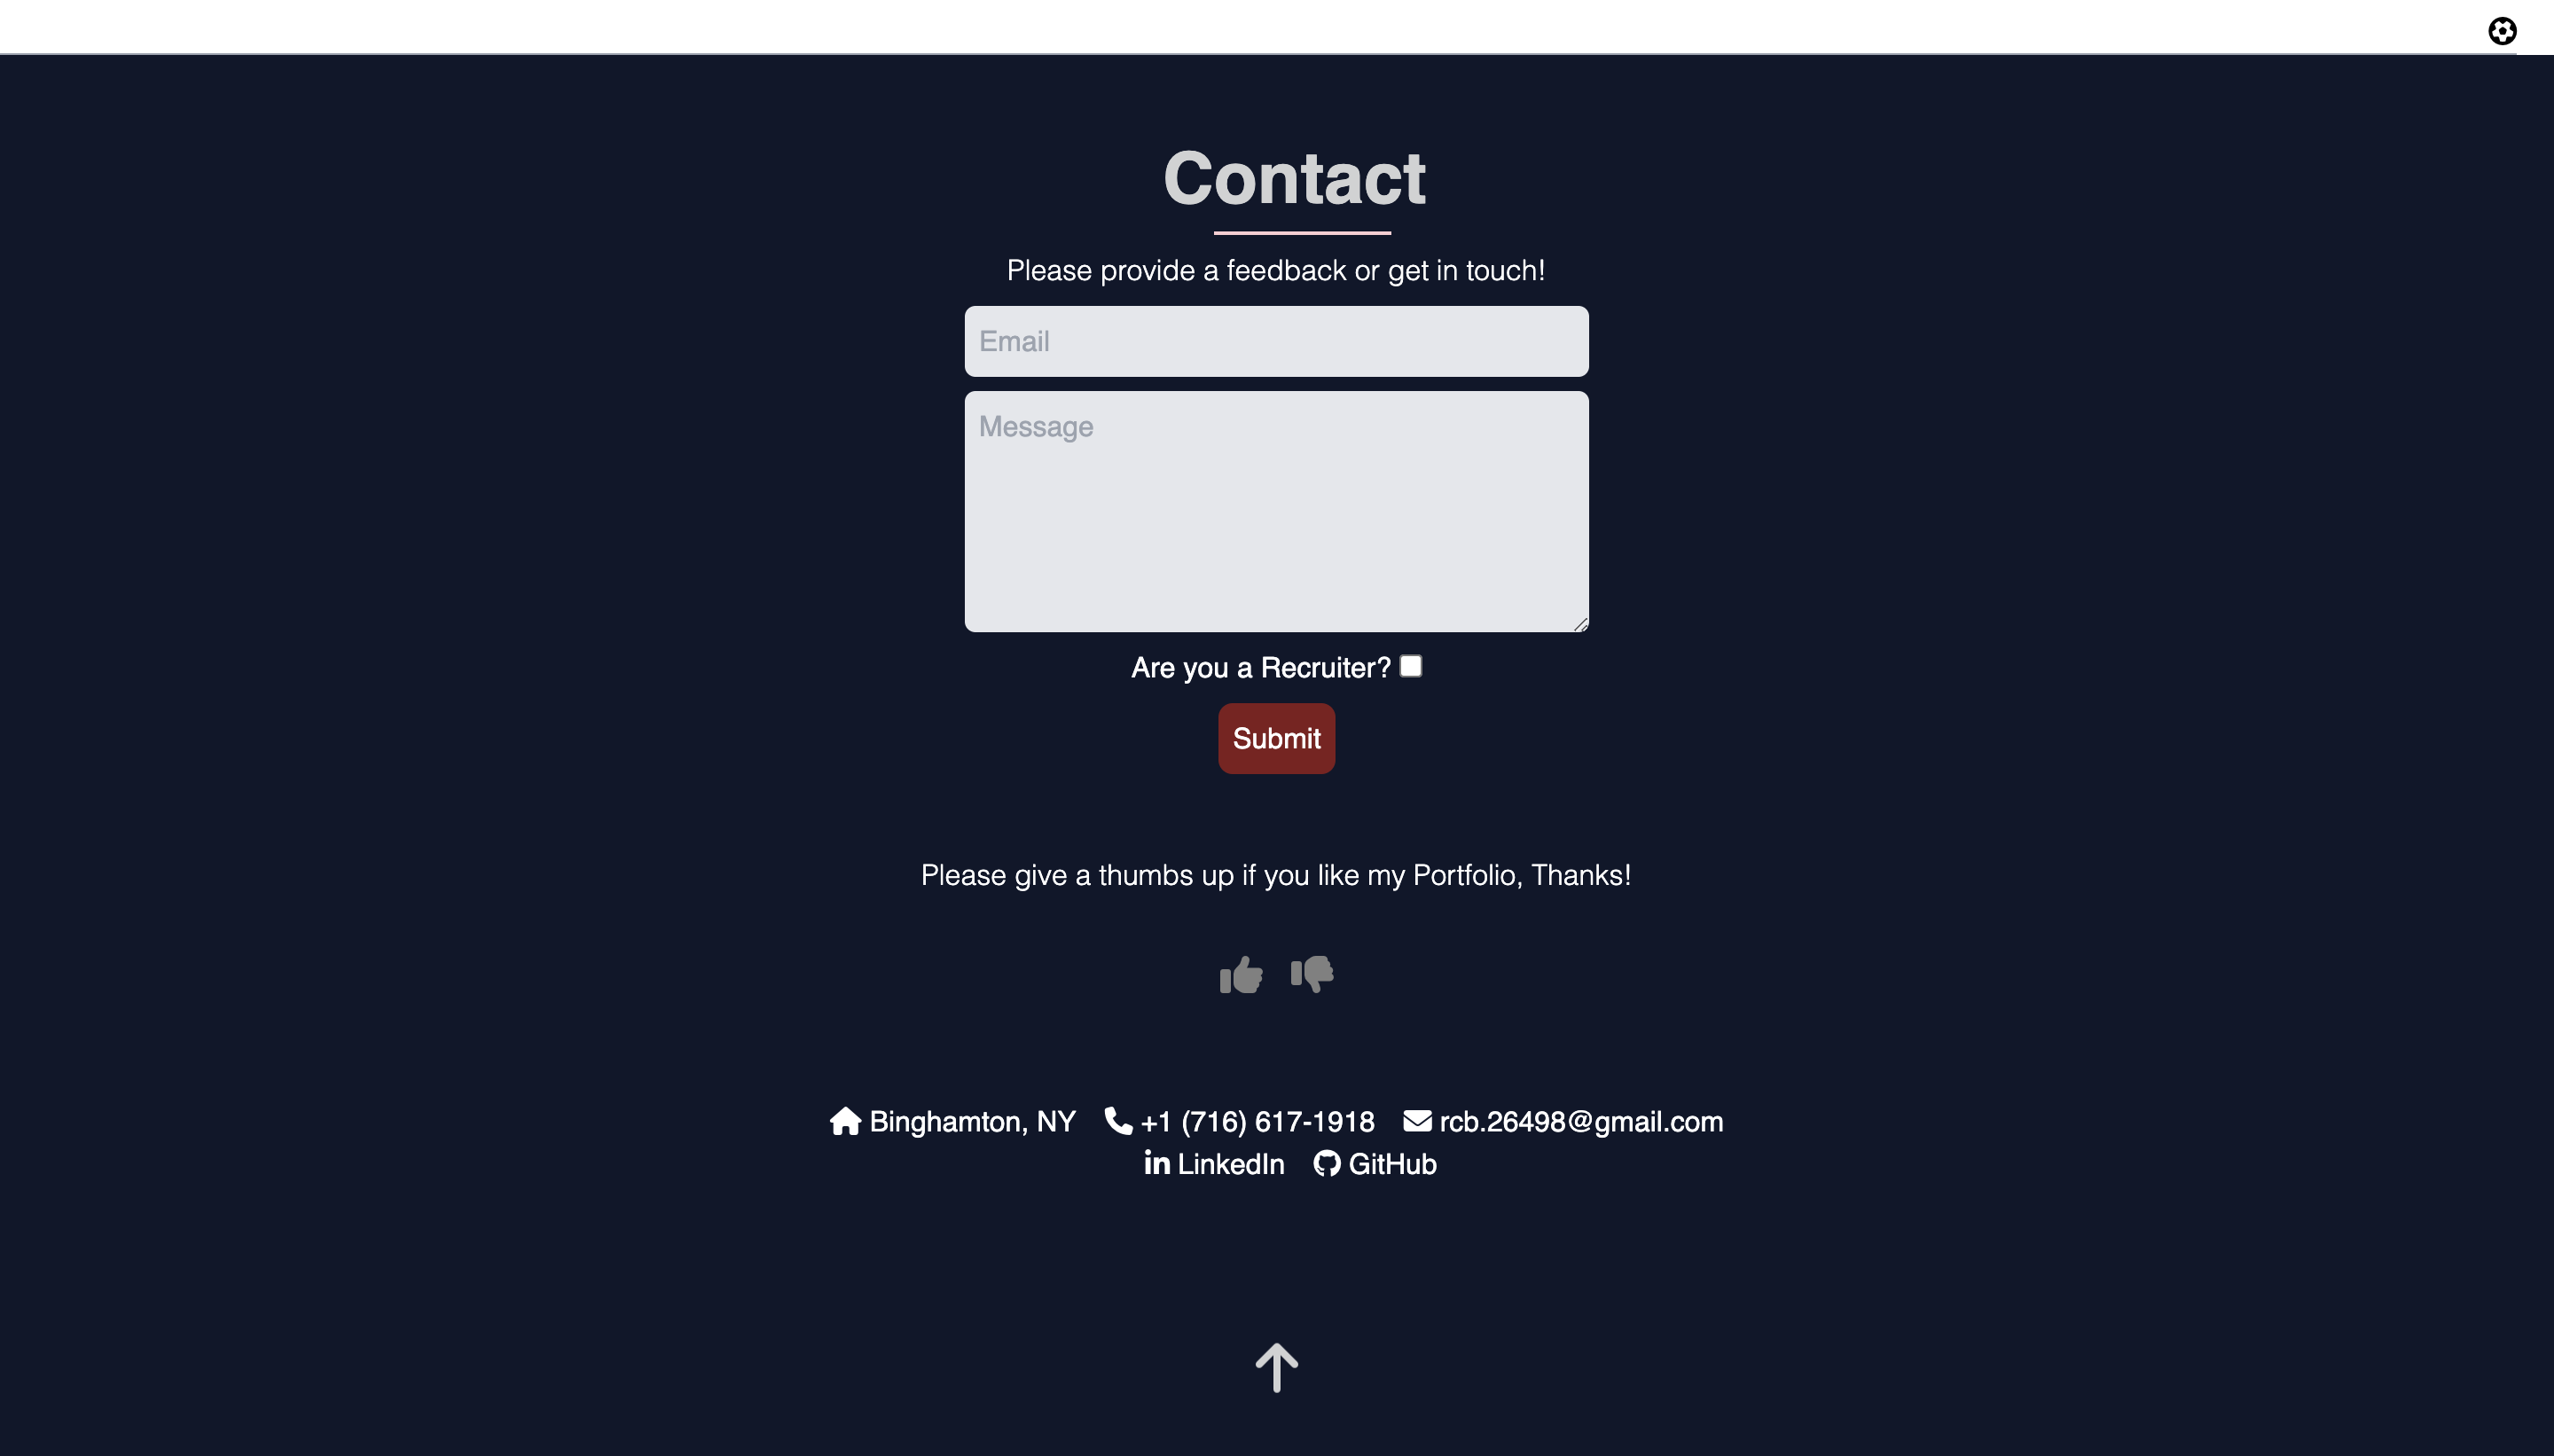 Contact
Please provide a feedback or get in touch!
Email
Message
Are you a Recruiter?
Submit
Please give a thumbs up if you like my Portfolio, Thanks!
Binghamton, NY +1 (716) 617-1918 rcb.26498@gmail.com
LinkedIn GitHub